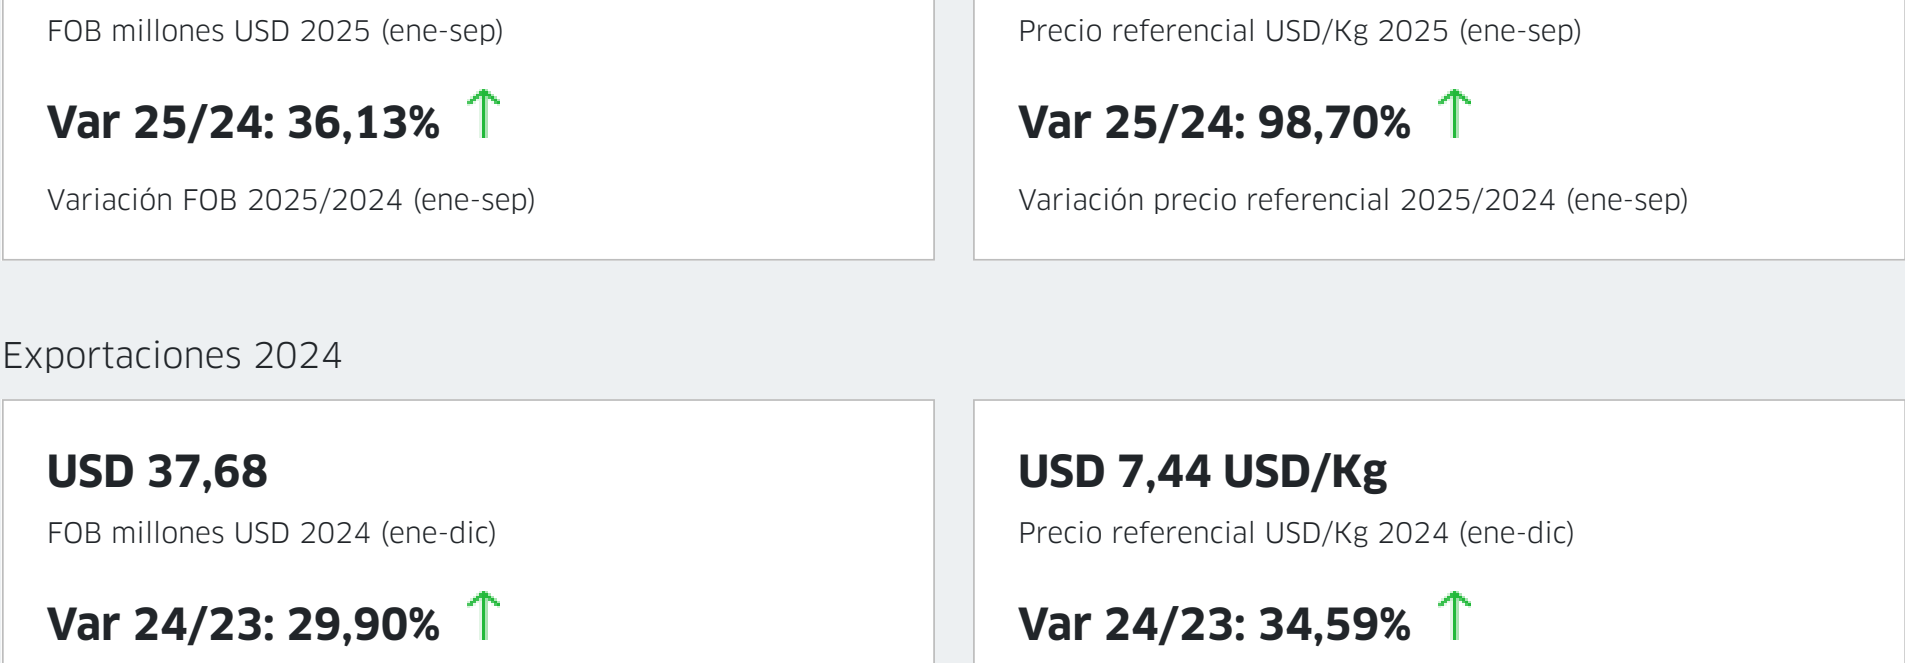 FOB millones USD 2025 (ene-sep)
Var 25/24: 36,13%
Variación FOB 2025/2024 (ene-sep)
Precio referencial USD/Kg 2025 (ene-sep)
Var 25/24: 98,70%
Variación precio referencial 2025/2024 (ene-sep)
Exportaciones 2024
USD 37,68
FOB millones USD 2024 (ene-dic)
Var 24/23: 29,90%
USD 7,44 USD/Kg
Precio referencial USD/Kg 2024 (ene-dic)
Var 24/23: 34,59%